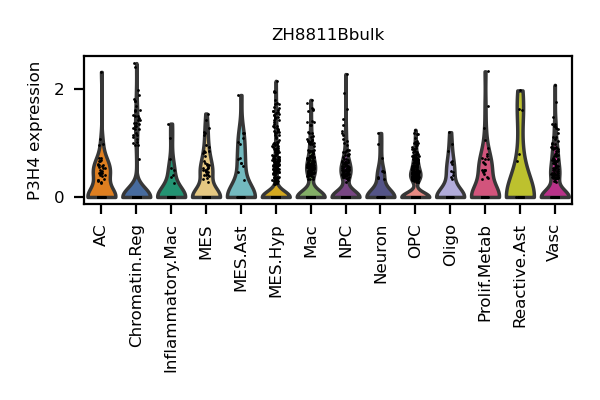 ZH8811Bbulk
P3H4 expression
2
0
AC
Chromatin.Reg
Inflammatory.Mac
MES
MES.Ast
MES.Hyp
Mac
NPC
Neuron
OPC
Oligo
Prolif.Metab
Reactive.Ast
Vasc